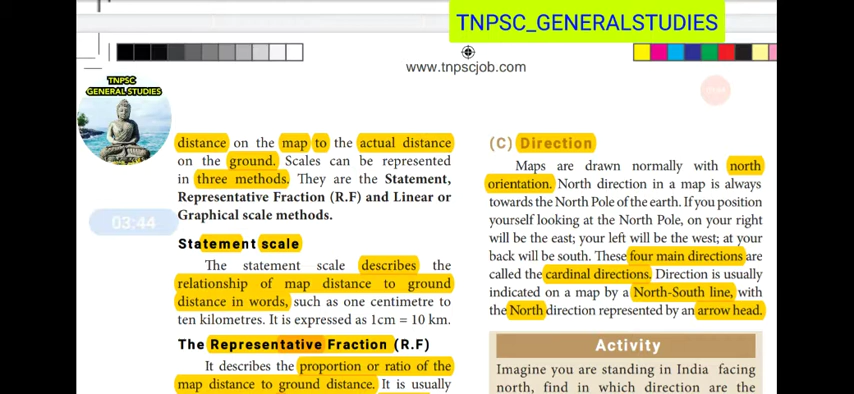 TNPSC_GENERALSTUDIES
www.tnpscjob.com
TNPSC
GENERAL STUDIES
03:44
distance on the map to the actual distance
on the ground. Scales can be represented
in three methods. They are the Statement,
Representative Fraction (R.F) and Linear or
Graphical scale methods.
Statement scale
The statement scale describes the
relationship of map distance to ground
distance in words, such as one centimetre to
ten kilometres. It is expressed as 1cm = 10 km.
The Representative Fraction (R.F)
It describes the proportion or ratio of the
map distance to ground distance. It is usually
(C) Direction
Maps are drawn normally with north
orientation. North direction in a map is always
towards the North Pole of the earth. If you position
yourself looking at the North Pole, on your right
will be the east; your left will be the west; at your
back will be south. These four main directions are
called the cardinal directions. Direction is usually
indicated on a map by a North-South line, with
the North direction represented by an arrow head.
Activity
Imagine you are standing in India facing
north, find in which direction are the